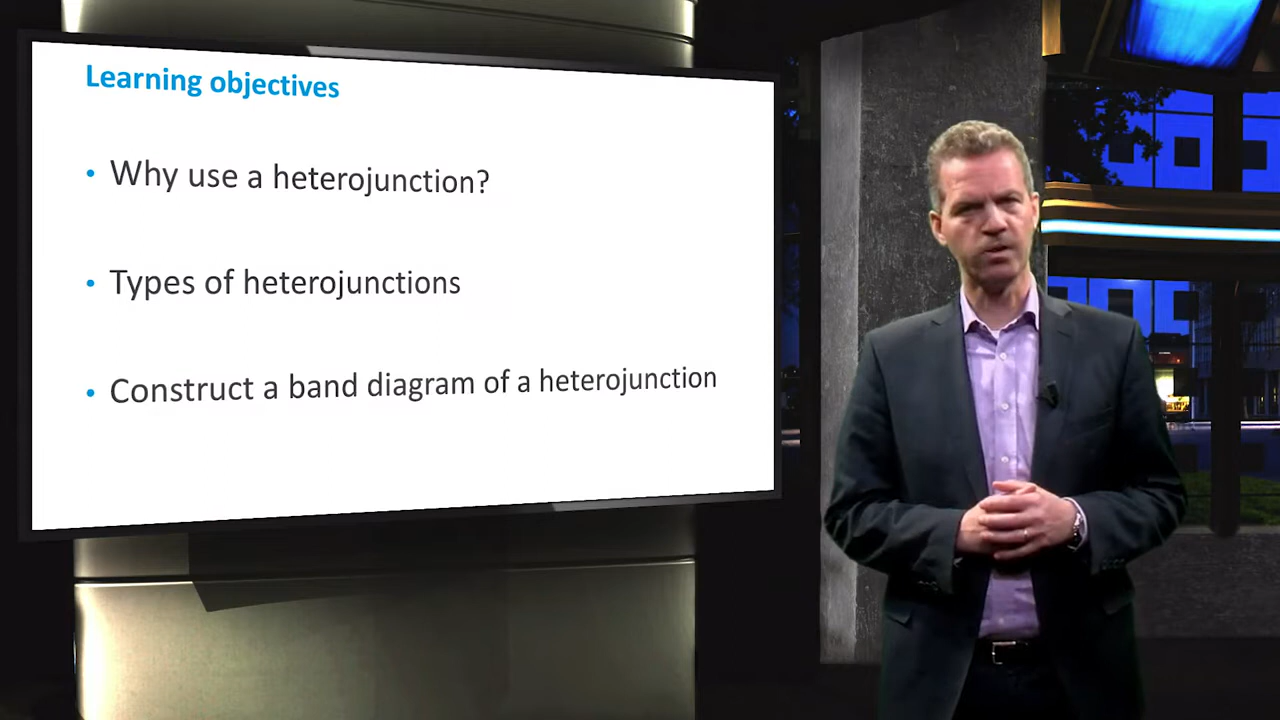 Learning objectives
• Why use a heterojunction?
• Types of heterojunctions
• Construct a band diagram of a heterojunction